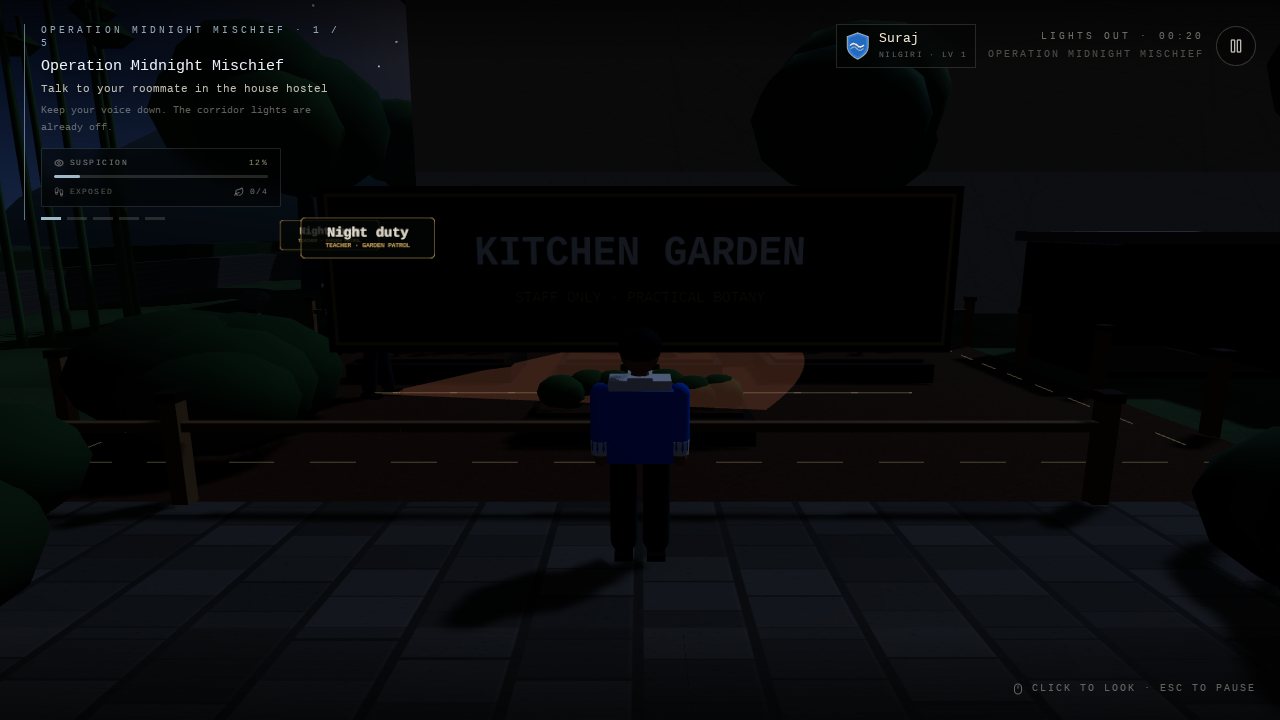 OPERATION MIDNIGHT MISCHIEF · 1 /
5
Operation Midnight Mischief
Talk to your roommate in the house hostel
Keep your voice down. The corridor lights are
already off.
SUSPICION 12%
EXPOSED 0/4
Suraj
NILGIRI · LV 1
LIGHTS OUT · 00:20
OPERATION MIDNIGHT MISCHIEF
Night
Night duty
TEACHER · GARDEN PATROL
KITCHEN GARDEN
STAFF ONLY · PRACTICAL BOTANY
CLICK TO LOOK · ESC TO PAUSE